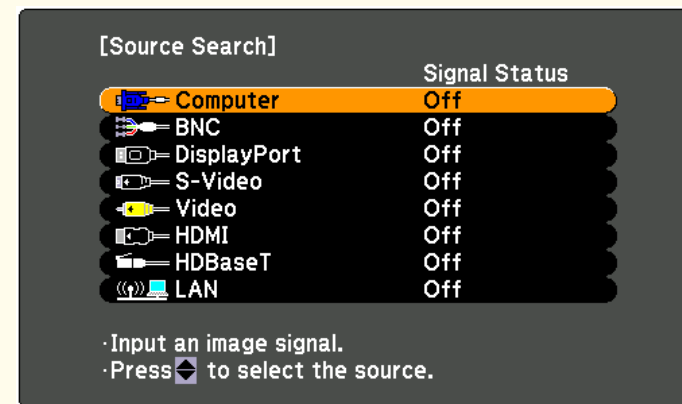 [Source Search]
Signal Status
Computer Off
BNC Off
DisplayPort Off
S-Video Off
Video Off
HDMI Off
HDBaseT Off
LAN Off
·Input an image signal.
·Press to select the source.